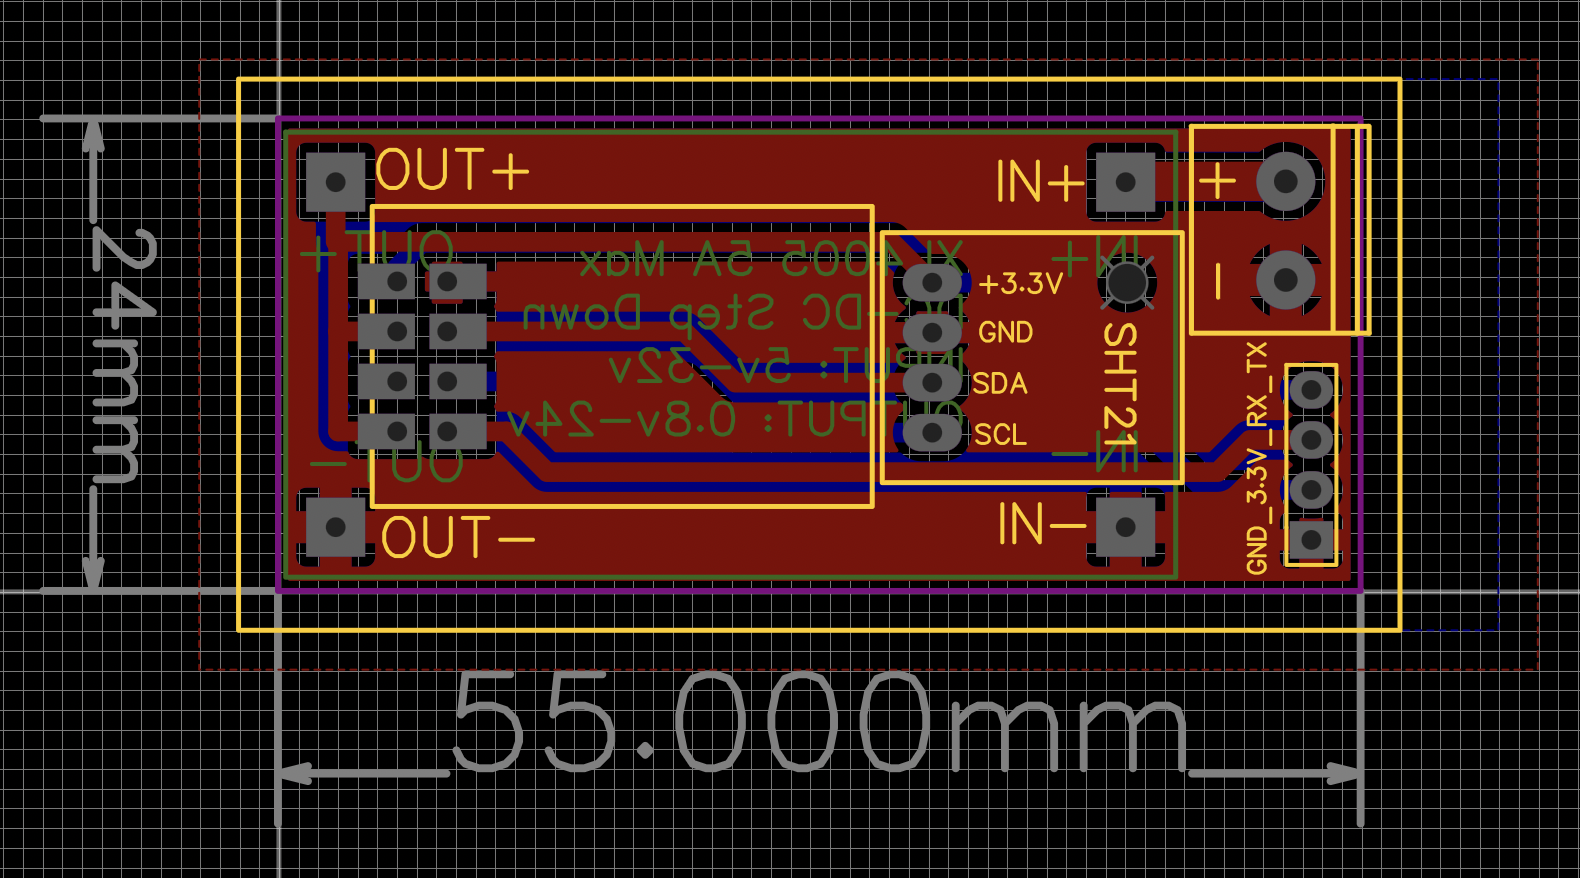 OUT+
IN+
+
-
OUT+
IN+
XL4005 5A Max
DC-DC Step Down
INPUT: 5v-32v
OUTPUT: 0.8v-24v
+3.3V
GND
SDA
SCL
SHT21
GND_3.3V_RX_TX
OUT-
IN-
OUT-
IN-
24mm
55.000mm